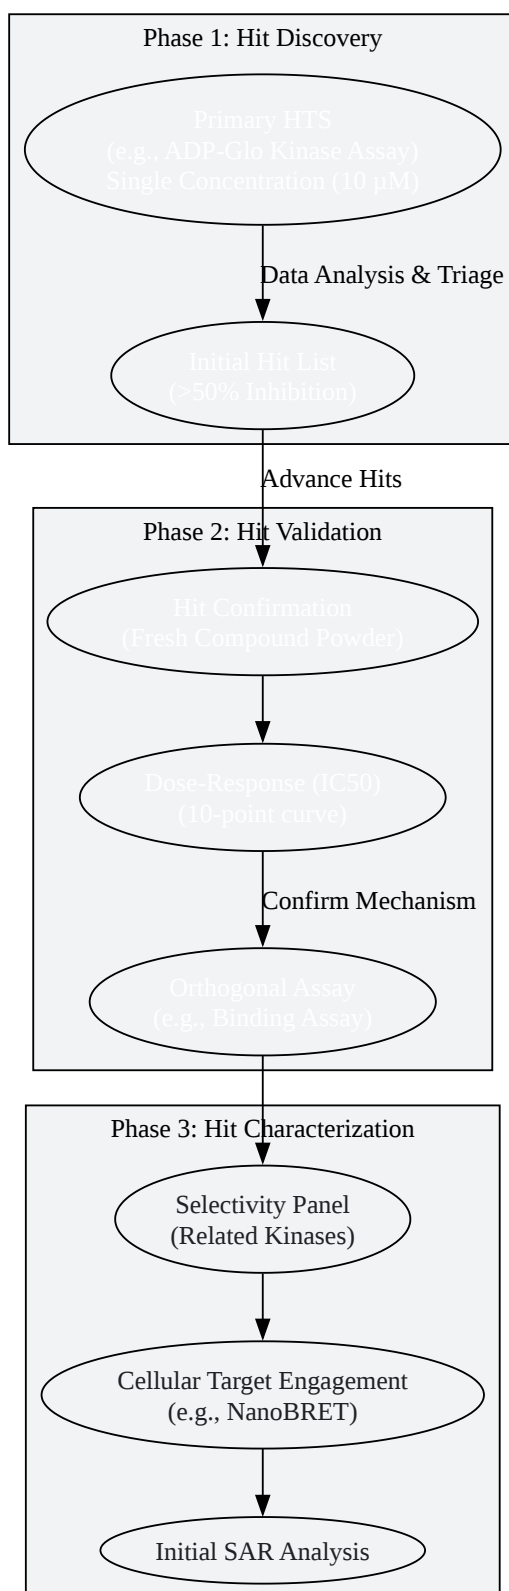 Phase 1: Hit Discovery
Primary HTS
(e.g., ADP-Glo Kinase Assay)
Single Concentration (10 µM)
Data Analysis & Triage
Initial Hit List
(>50% Inhibition)
Advance Hits
Phase 2: Hit Validation
Hit Confirmation
(Fresh Compound Powder)
Dose-Response (IC50)
(10-point curve)
Confirm Mechanism
Orthogonal Assay
(e.g., Binding Assay)
Phase 3: Hit Characterization
Selectivity Panel
(Related Kinases)
Cellular Target Engagement
(e.g., NanoBRET)
Initial SAR Analysis